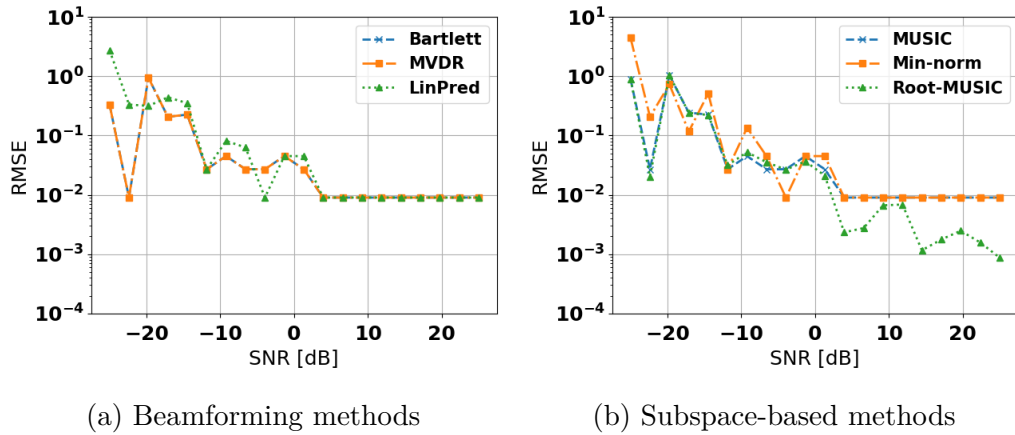 10^1
10^0
10^-1
10^-2
10^-3
10^-4
RMSE
Bartlett
MVDR
LinPred
−20 −10 0 10 20
SNR [dB]
(a) Beamforming methods
10^1
10^0
10^-1
10^-2
10^-3
10^-4
RMSE
MUSIC
Min-norm
Root-MUSIC
−20 −10 0 10 20
SNR [dB]
(b) Subspace-based methods